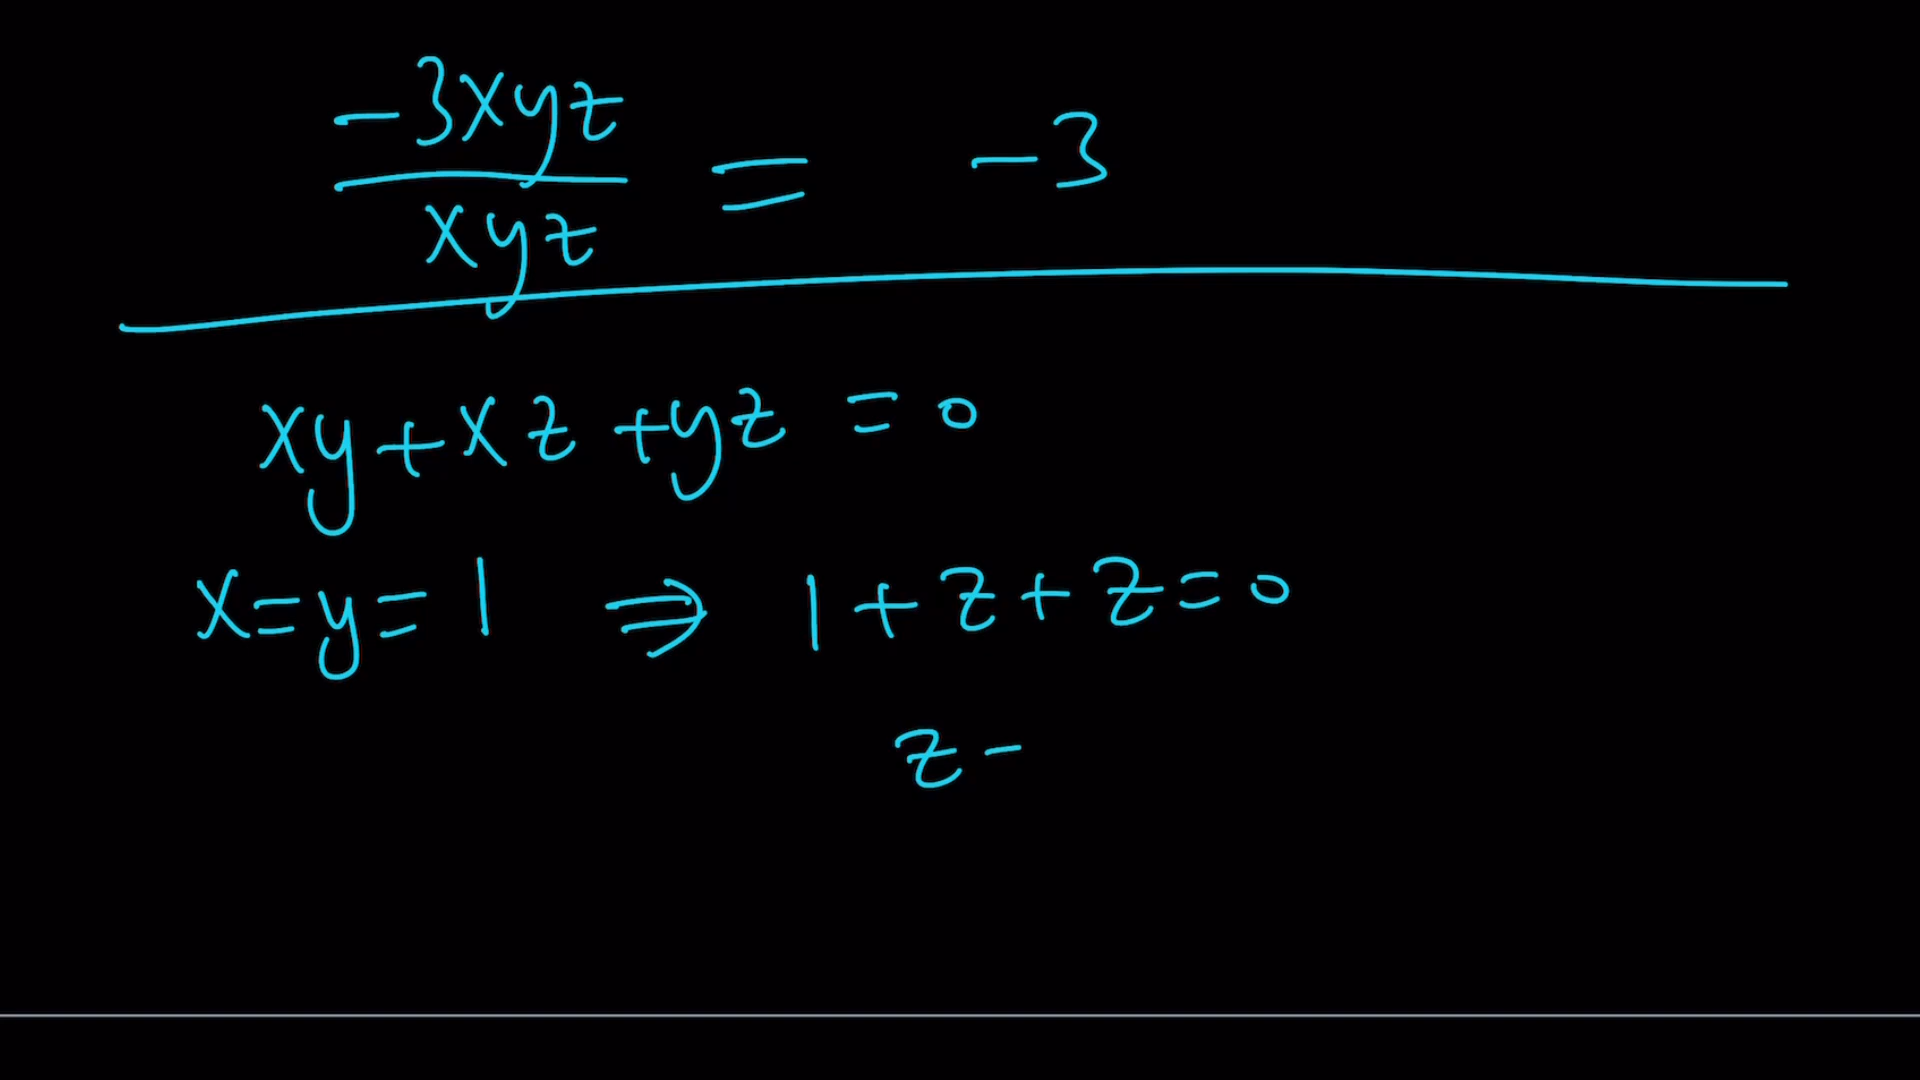 -3xyz
= -3
xyz
xy+xz+yz=0
x=y=1 ⇒ 1+z+z=0
z-